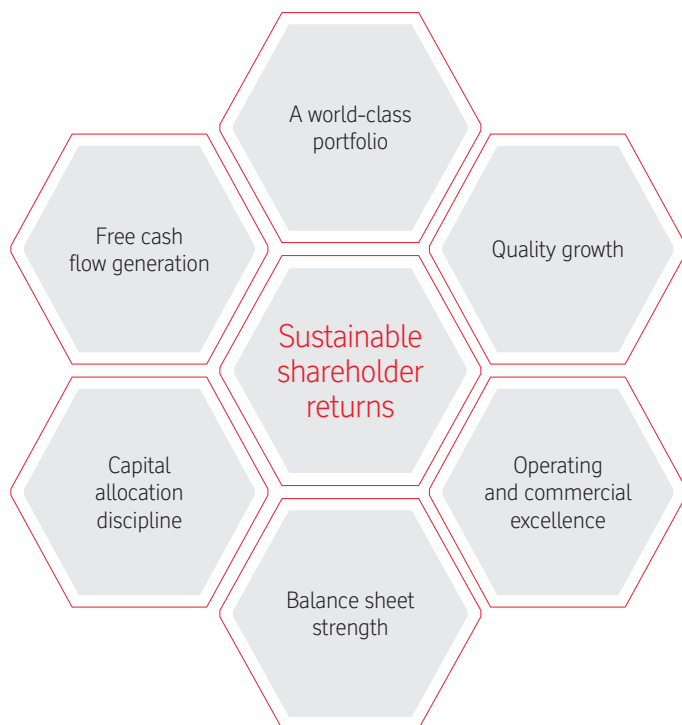 A world-class
portfolio
Free cash
flow generation
Quality growth
Sustainable
shareholder
returns
Capital
allocation
discipline
Operating
and commercial
excellence
Balance sheet
strength